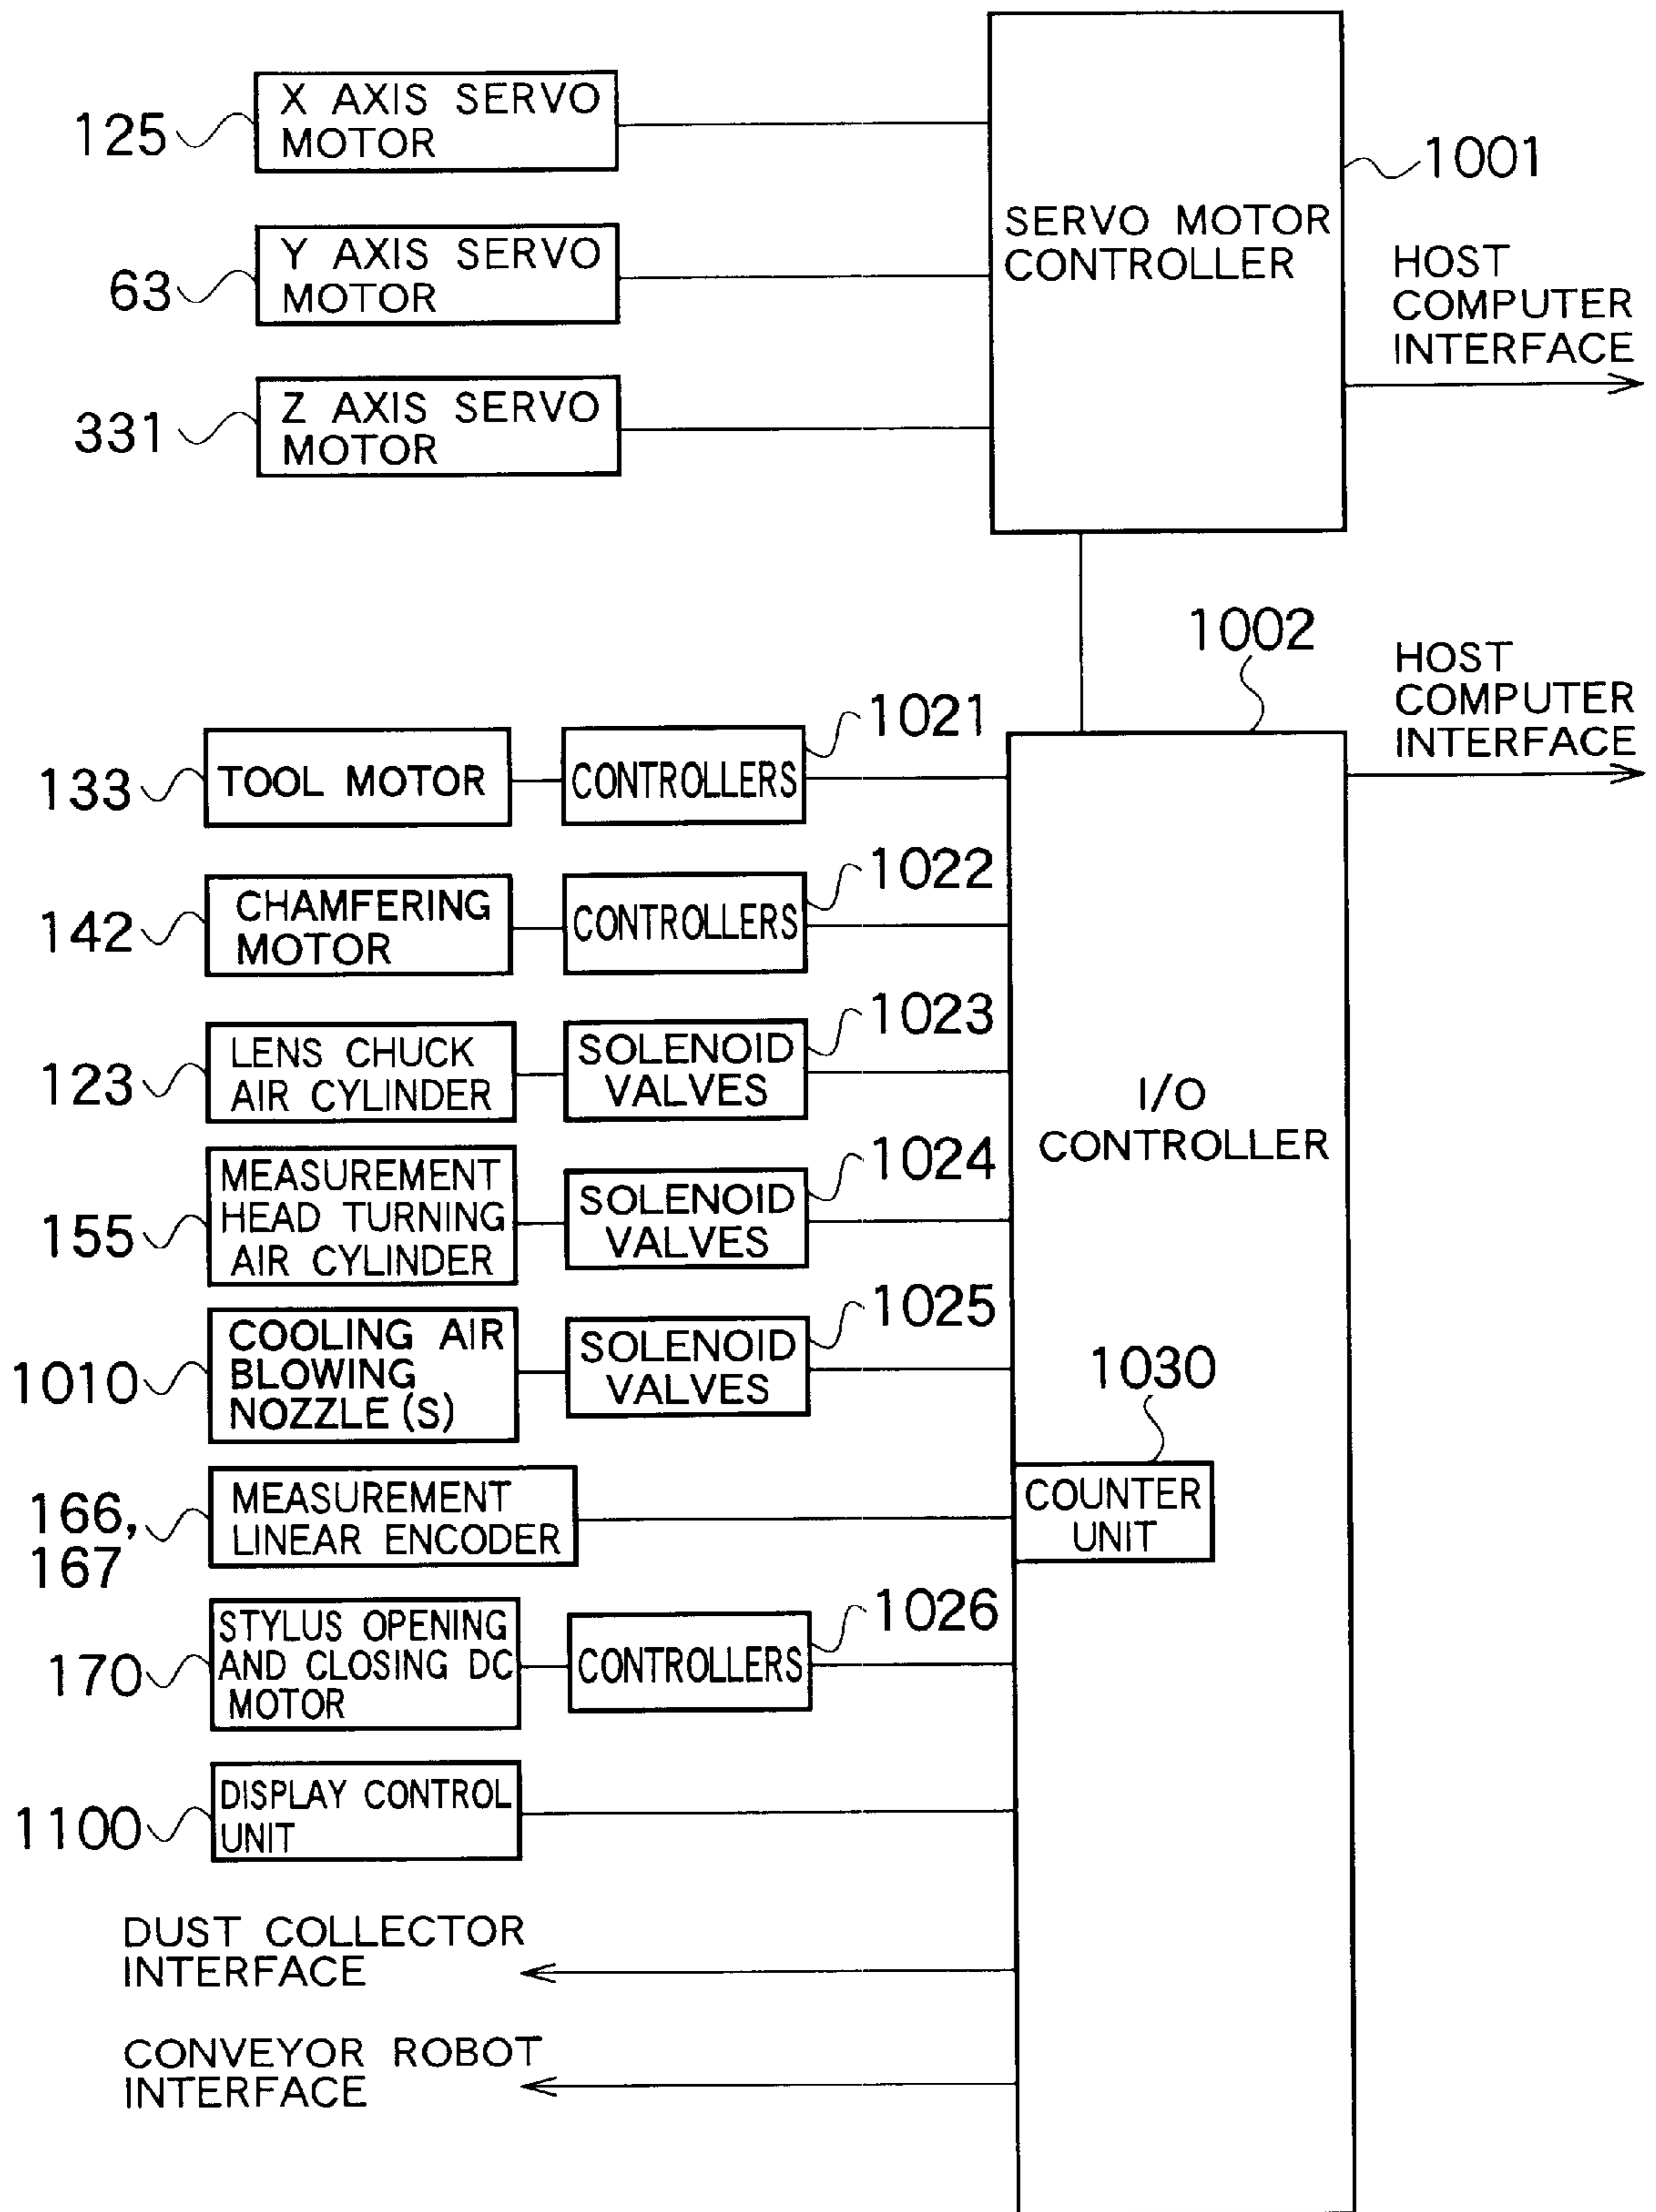 125
X AXIS SERVO
MOTOR
63
Y AXIS SERVO
MOTOR
331
Z AXIS SERVO
MOTOR
SERVO MOTOR
CONTROLLER
1001
HOST
COMPUTER
INTERFACE
1002
HOST
COMPUTER
INTERFACE
133
TOOL MOTOR
CONTROLLERS
1021
142
CHAMFERING
MOTOR
CONTROLLERS
1022
123
LENS CHUCK
AIR CYLINDER
SOLENOID
VALVES
1023
155
MEASUREMENT
HEAD TURNING
AIR CYLINDER
SOLENOID
VALVES
1024
I/O
CONTROLLER
1010
COOLING AIR
BLOWING
NOZZLE(S)
SOLENOID
VALVES
1025
166,
167
MEASUREMENT
LINEAR ENCODER
1030
COUNTER
UNIT
170
STYLUS OPENING
AND CLOSING DC
MOTOR
CONTROLLERS
1026
1100
DISPLAY CONTROL
UNIT
DUST COLLECTOR
INTERFACE
CONVEYOR ROBOT
INTERFACE